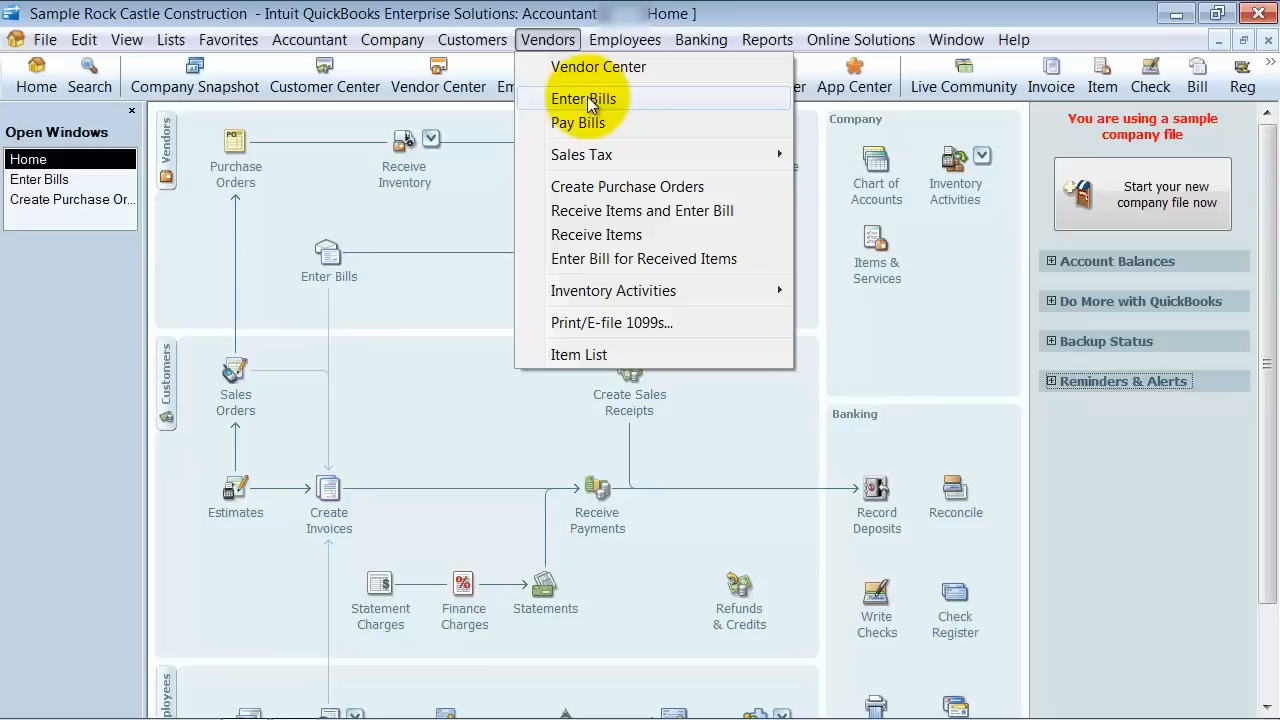 Sample Rock Castle Construction - Intuit QuickBooks Enterprise Solutions: Accountant Home ]
File Edit View Lists Favorites Accountant Company Customers Vendors Employees Banking Reports Online Solutions Window Help
Home Search Company Snapshot Customer Center Vendor Center Em er App Center Live Community Invoice Item Check Bill Reg
Open Windows
Home
Enter Bills
Create Purchase Or...
Vendor Center
Enter Bills
Pay Bills
Sales Tax
Create Purchase Orders
Receive Items and Enter Bill
Receive Items
Enter Bill for Received Items
Inventory Activities
Print/E-file 1099s...
Item List
Vendors
PO
Purchase
Orders
Receive
Inventory
Enter Bills
Customers
Sales
Orders
Create Sales
Receipts
Estimates
Create
Invoices
Receive
Payments
Statement
Charges
Finance
Charges
Statements
Refunds
& Credits
Company
Chart of
Accounts
Inventory
Activities
Items &
Services
Banking
Record
Deposits
Reconcile
Write
Checks
Check
Register
You are using a sample
company file
Start your new
company file now
Account Balances
Do More with QuickBooks
Backup Status
Reminders & Alerts